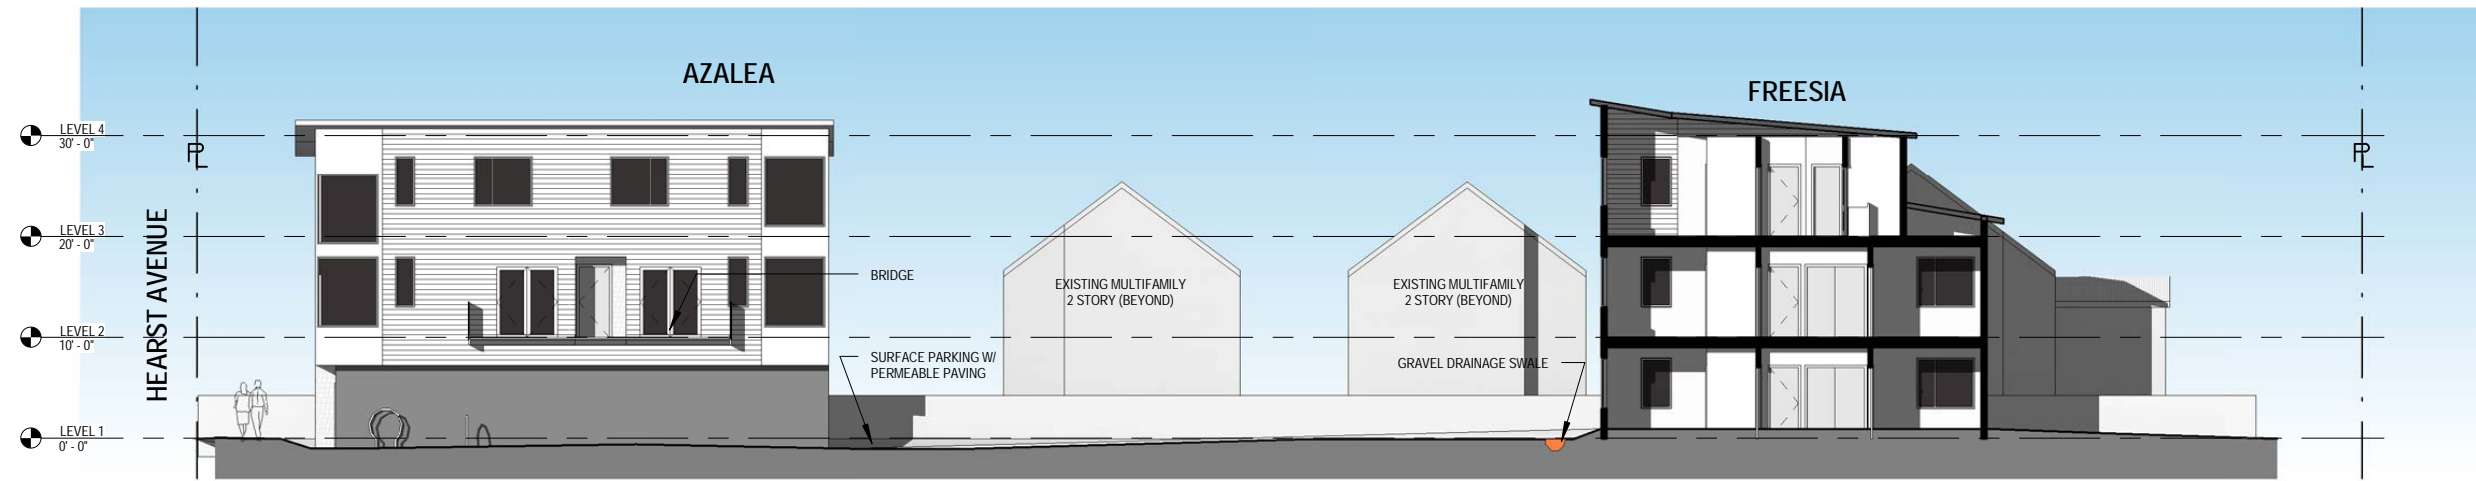 AZALEA
FREESIA
LEVEL 4
30' - 0"
PL
PL
LEVEL 3
20' - 0"
HEARST AVENUE
BRIDGE
EXISTING MULTIFAMILY
2 STORY (BEYOND)
EXISTING MULTIFAMILY
2 STORY (BEYOND)
LEVEL 2
10' - 0"
SURFACE PARKING W/
PERMEABLE PAVING
GRAVEL DRAINAGE SWALE
LEVEL 1
0' - 0"